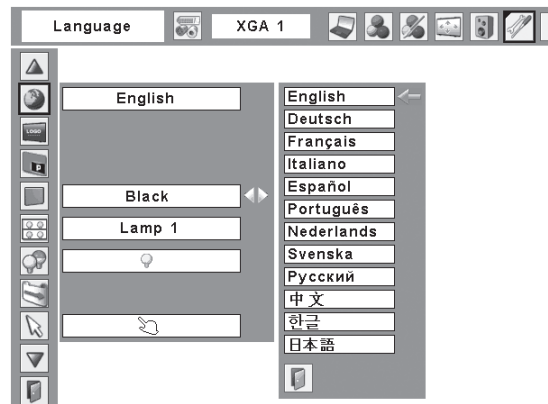 Language XGA 1
LOGO
P
English
Black
Lamp 1
English
Deutsch
Français
Italiano
Español
Português
Nederlands
Svenska
Русский
中文
한글
日本語